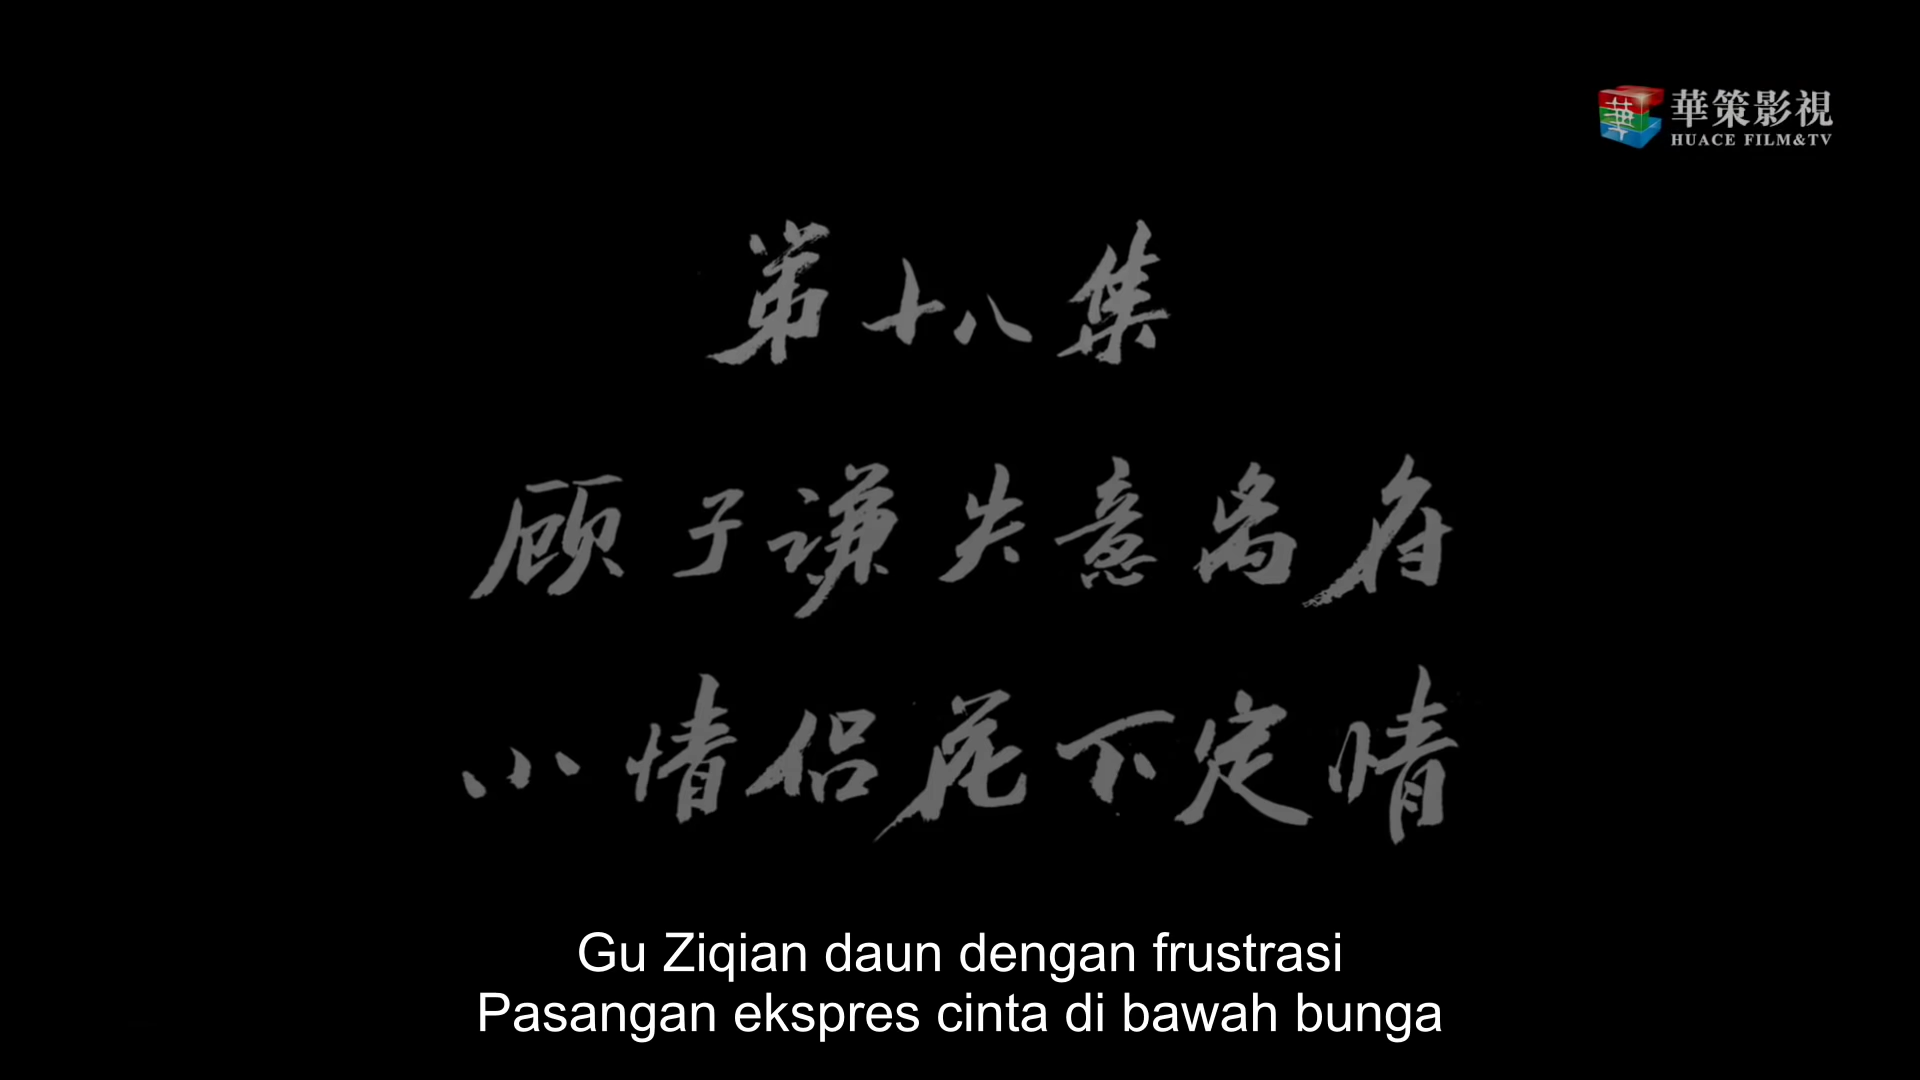 華
華策影視
HUACE FILM&TV
第十八集
顾子谦失意离府
小情侣花下定情
Gu Ziqian daun dengan frustrasi
Pasangan ekspres cinta di bawah bunga